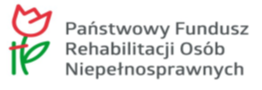 Państwowy Fundusz
Rehabilitacji Osób
Niepełnosprawnych